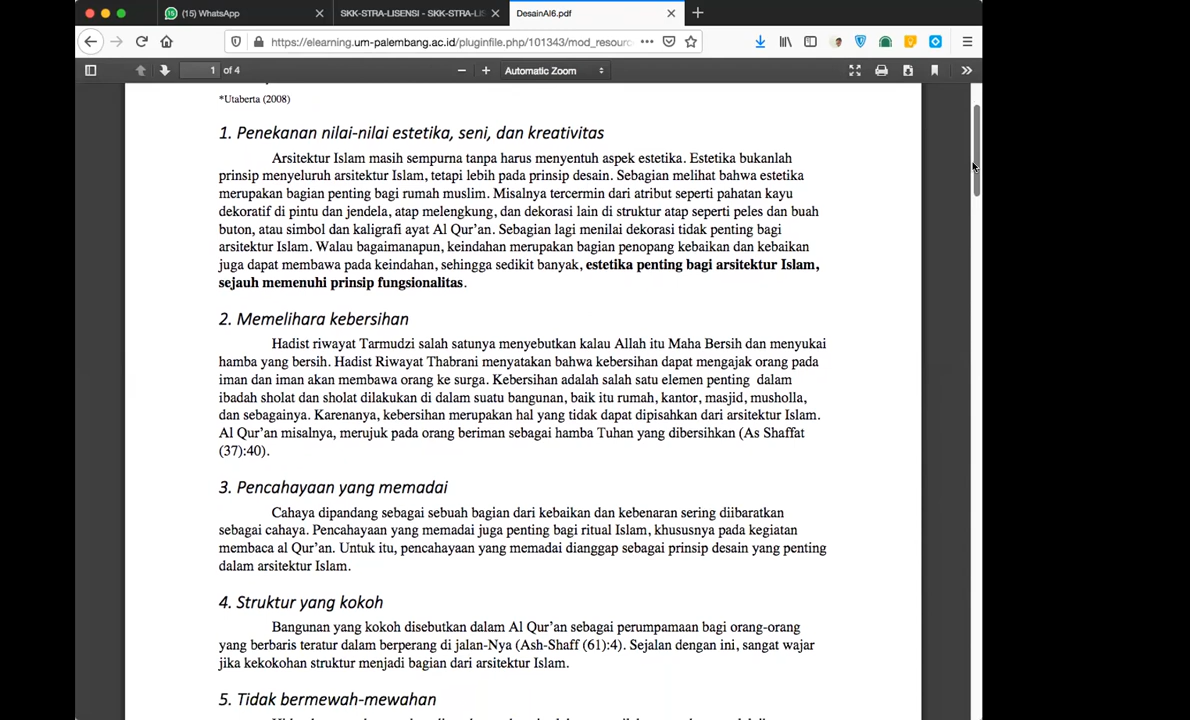 (15) WhatsApp
SKK-STRA-LISENSI - SKK-STRA-LIS
DesainAI6.pdf
https://elearning.um-palembang.ac.id/pluginfile.php/101343/mod_resourc
1 of 4
Automatic Zoom
*Utaberta (2008)
1. Penekanan nilai-nilai estetika, seni, dan kreativitas
Arsitektur Islam masih sempurna tanpa harus menyentuh aspek estetika. Estetika bukanlah
prinsip menyeluruh arsitektur Islam, tetapi lebih pada prinsip desain. Sebagian melihat bahwa estetika
merupakan bagian penting bagi rumah muslim. Misalnya tercermin dari atribut seperti pahatan kayu
dekoratif di pintu dan jendela, atap melengkung, dan dekorasi lain di struktur atap seperti peles dan buah
buton, atau simbol dan kaligrafi ayat Al Qur'an. Sebagian lagi menilai dekorasi tidak penting bagi
arsitektur Islam. Walau bagaimanapun, keindahan merupakan bagian penopang kebaikan dan kebaikan
juga dapat membawa pada keindahan, sehingga sedikit banyak, estetika penting bagi arsitektur Islam,
sejauh memenuhi prinsip fungsionalitas.
2. Memelihara kebersihan
Hadist riwayat Tarmudzi salah satunya menyebutkan kalau Allah itu Maha Bersih dan menyukai
hamba yang bersih. Hadist Riwayat Thabrani menyatakan bahwa kebersihan dapat mengajak orang pada
iman dan iman akan membawa orang ke surga. Kebersihan adalah salah satu elemen penting dalam
ibadah sholat dan sholat dilakukan di dalam suatu bangunan, baik itu rumah, kantor, masjid, musholla,
dan sebagainya. Karenanya, kebersihan merupakan hal yang tidak dapat dipisahkan dari arsitektur Islam.
Al Qur'an misalnya, merujuk pada orang beriman sebagai hamba Tuhan yang dibersihkan (As Shaffat
(37):40).
3. Pencahayaan yang memadai
Cahaya dipandang sebagai sebuah bagian dari kebaikan dan kebenaran sering diibaratkan
sebagai cahaya. Pencahayaan yang memadai juga penting bagi ritual Islam, khususnya pada kegiatan
membaca al Qur'an. Untuk itu, pencahayaan yang memadai dianggap sebagai prinsip desain yang penting
dalam arsitektur Islam.
4. Struktur yang kokoh
Bangunan yang kokoh disebutkan dalam Al Qur'an sebagai perumpamaan bagi orang-orang
yang berbaris teratur dalam berperang di jalan-Nya (Ash-Shaff (61):4). Sejalan dengan ini, sangat wajar
jika kekokohan struktur menjadi bagian dari arsitektur Islam.
5. Tidak bermewah-mewahan